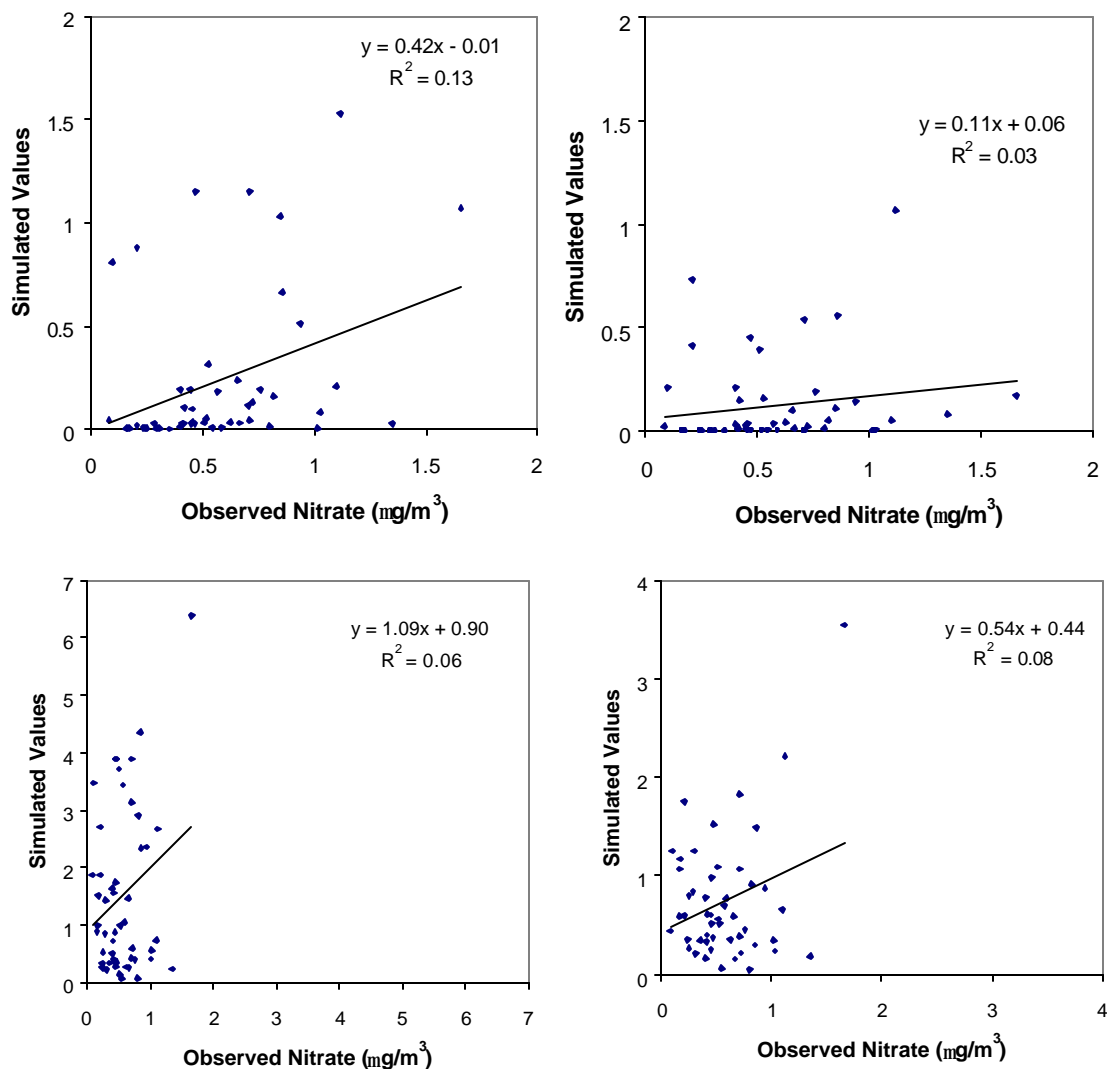 2
1.5
1
0.5
0
Simulated Values
y = 0.42x - 0.01
R² = 0.13
0 0.5 1 1.5 2
Observed Nitrate (mg/m³)
2
1.5
1
0.5
0
Simulated Values
y = 0.11x + 0.06
R² = 0.03
0 0.5 1 1.5 2
Observed Nitrate (mg/m³)
7
6
5
4
3
2
1
0
Simulated Values
y = 1.09x + 0.90
R² = 0.06
0 1 2 3 4 5 6 7
Observed Nitrate (mg/m³)
4
3
2
1
0
Simulated Values
y = 0.54x + 0.44
R² = 0.08
0 1 2 3 4
Observed Nitrate (mg/m³)